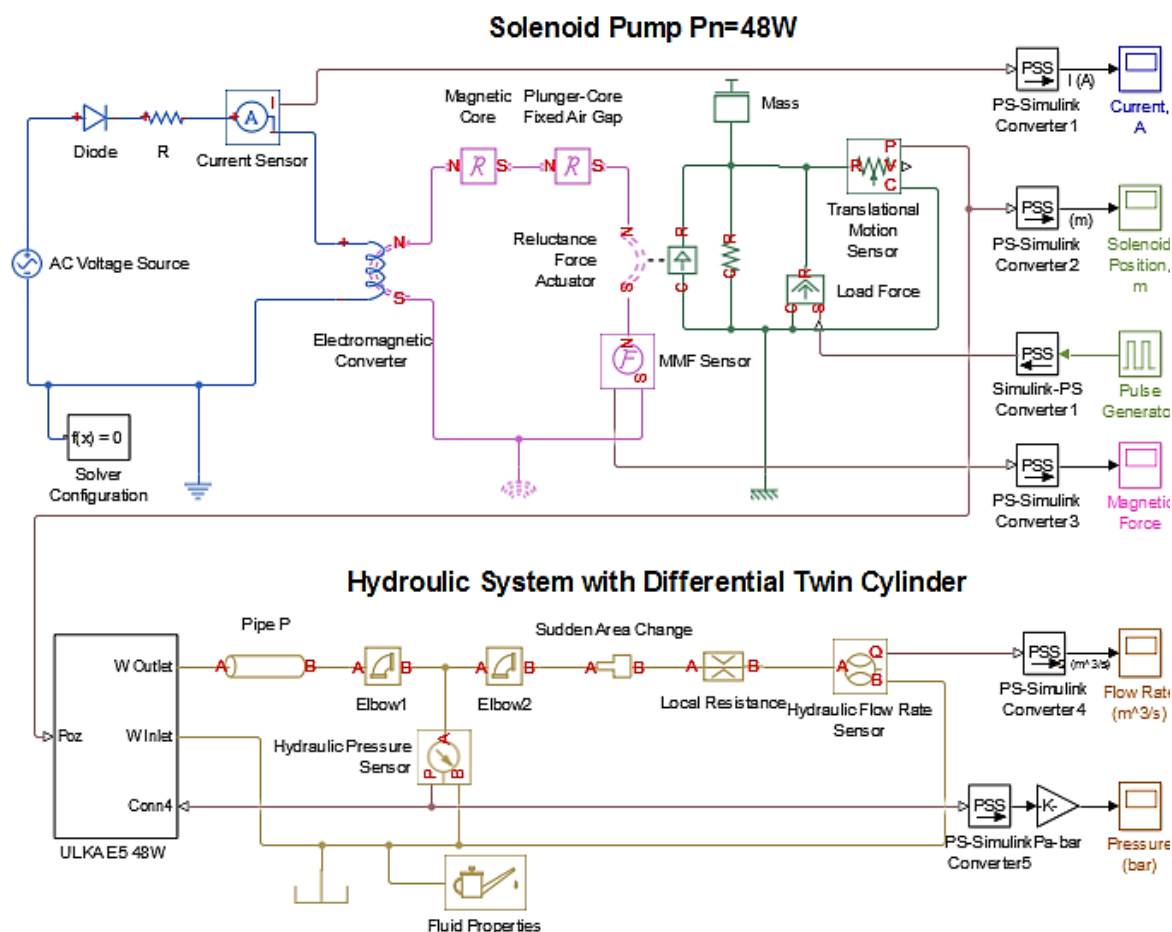 Solenoid Pump Pn=48W
PSS
I (A)
PS-Simulink
Converter1
Current,
A
Diode
R
A
I
Current Sensor
Magnetic
Core
Plunger-Core
Fixed Air Gap
N R S
N R S
Mass
R
P
V
C
Translational
Motion
Sensor
PSS
(m)
PS-Simulink
Converter2
Solenoid
Position,
m
AC Voltage Source
N
S
Electromagnetic
Converter
Reluctance
Force
Actuator
N
S
R
C
R
C
R
C
S
Load Force
N
F
S
MMF Sensor
PSS
Simulink-PS
Converter1
Pulse
Generato
f(x) = 0
Solver
Configuration
PSS
PS-Simulink
Converter3
Magnetic
Force
Hydroulic System with Differential Twin Cylinder
W Outlet
W Inlet
Poz
Conn4
ULKA E5 48W
Pipe P
A B
A B
Elbow1
A B
Elbow2
Sudden Area Change
A B
A B
Local Resistance
A
Q
B
Hydraulic Flow Rate
Sensor
PSS
(m^3/s)
PS-Simulink
Converter4
Flow Rate
(m^3/s)
Hydraulic Pressure
Sensor
A
P
B
PSS
PS-Simulink
Converter5
K-
Pa-bar
Pressure
(bar)
Fluid Properties